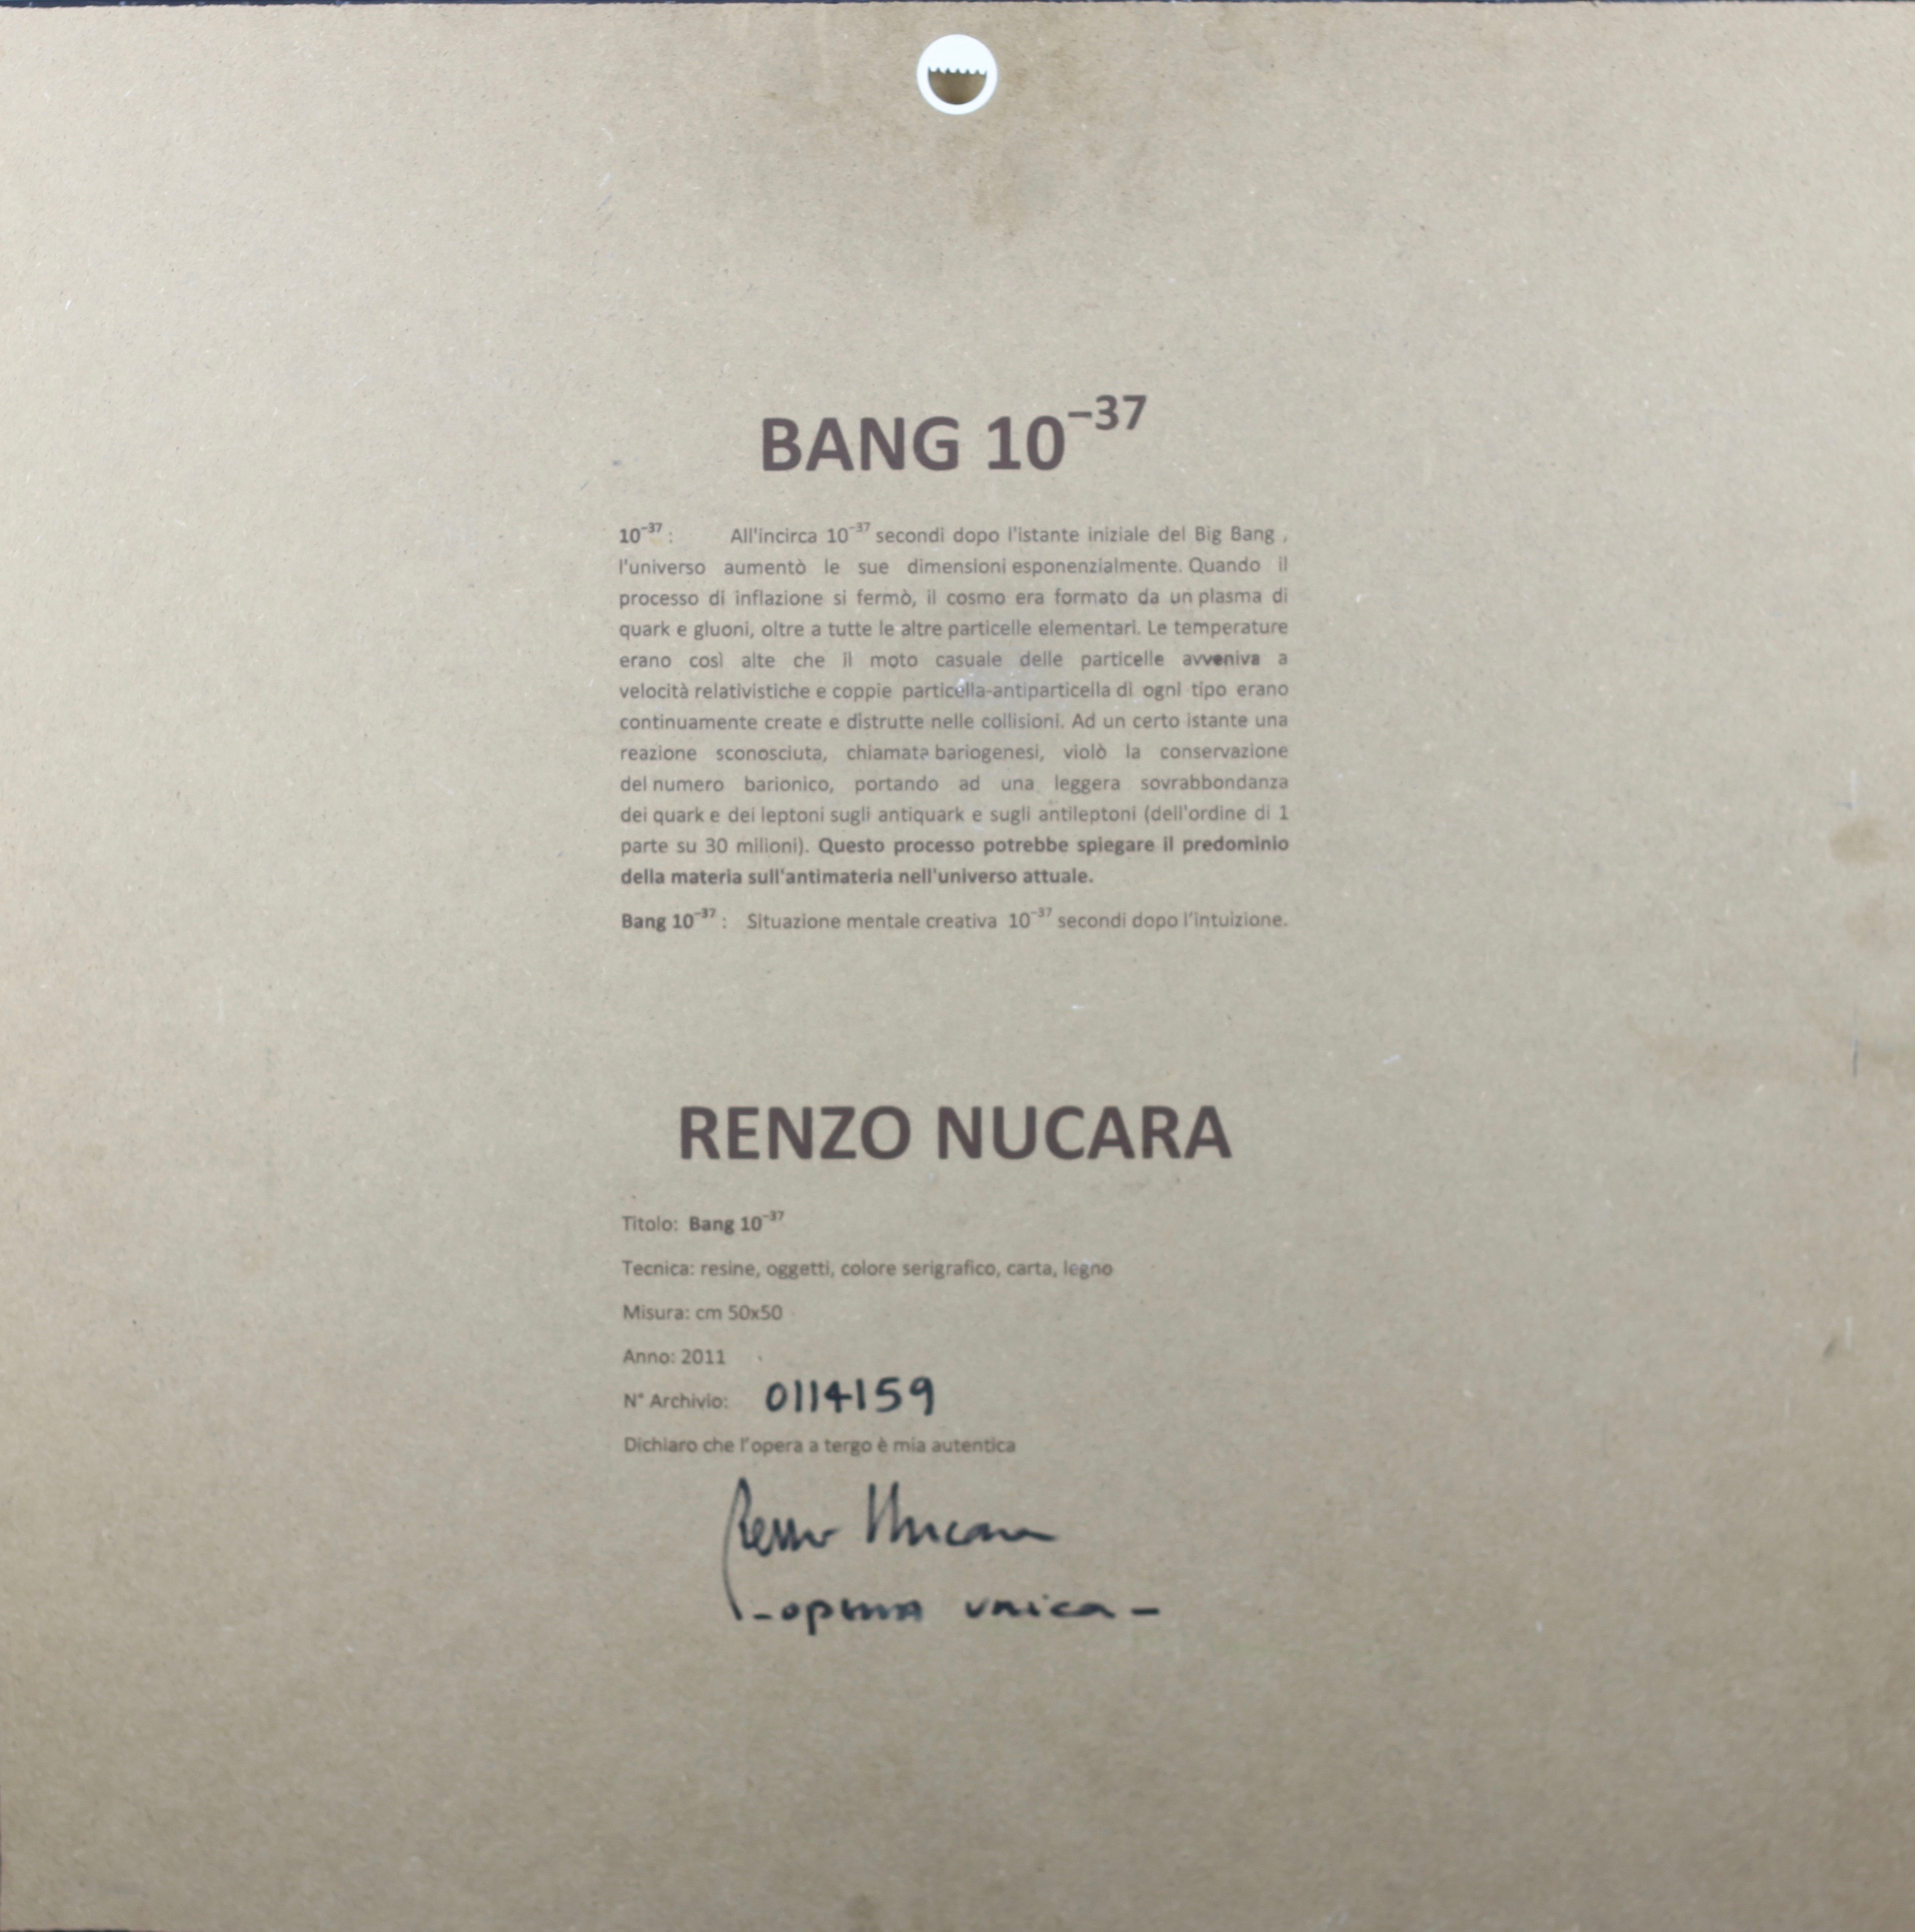 BANG 10⁻³⁷
10⁻³⁷ : All'incirca 10⁻³⁷ secondi dopo l'istante iniziale del Big Bang ,
l'universo aumentò le sue dimensioni esponenzialmente. Quando il
processo di inflazione si fermò, il cosmo era formato da un plasma di
quark e gluoni, oltre a tutte le altre particelle elementari. Le temperature
erano così alte che il moto casuale delle particelle avveniva a
velocità relativistiche e coppie particella-antiparticella di ogni tipo erano
continuamente create e distrutte nelle collisioni. Ad un certo istante una
reazione sconosciuta, chiamata bariogenesi, violò la conservazione
del numero barionico, portando ad una leggera sovrabbondanza
dei quark e dei leptoni sugli antiquark e sugli antileptoni (dell'ordine di 1
parte su 30 milioni). Questo processo potrebbe spiegare il predominio
della materia sull'antimateria nell'universo attuale.
Bang 10⁻³⁷ : Situazione mentale creativa 10⁻³⁷ secondi dopo l'intuizione.
RENZO NUCARA
Titolo: Bang 10⁻³⁷
Tecnica: resine, oggetti, colore serigrafico, carta, legno
Misura: cm 50x50
Anno: 2011
N° Archivio: 0114159
Dichiaro che l'opera a tergo è mia autentica
Renzo Nucara
- opera unica -